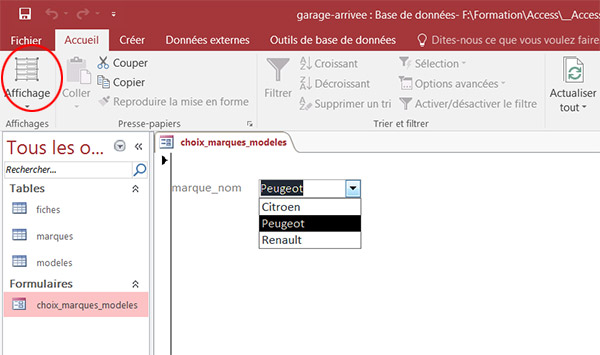 garage-arrivee : Base de données- F:\Formation\Access\__Access
Fichier Accueil Créer Données externes Outils de base de données Dites-nous ce que vous voulez faire
Affichage
Affichages
Coller
Couper
Copier
Reproduire la mise en forme
Presse-papiers
Filtrer
Croissant
Décroissant
Supprimer un tri
Sélection
Options avancées
Activer/désactiver le filtre
Trier et filtrer
Actualiser
tout
Tous les o...
Rechercher...
Tables
fiches
marques
modeles
Formulaires
choix_marques_modeles
choix_marques_modeles
marque_nom Peugeot
Citroen
Peugeot
Renault